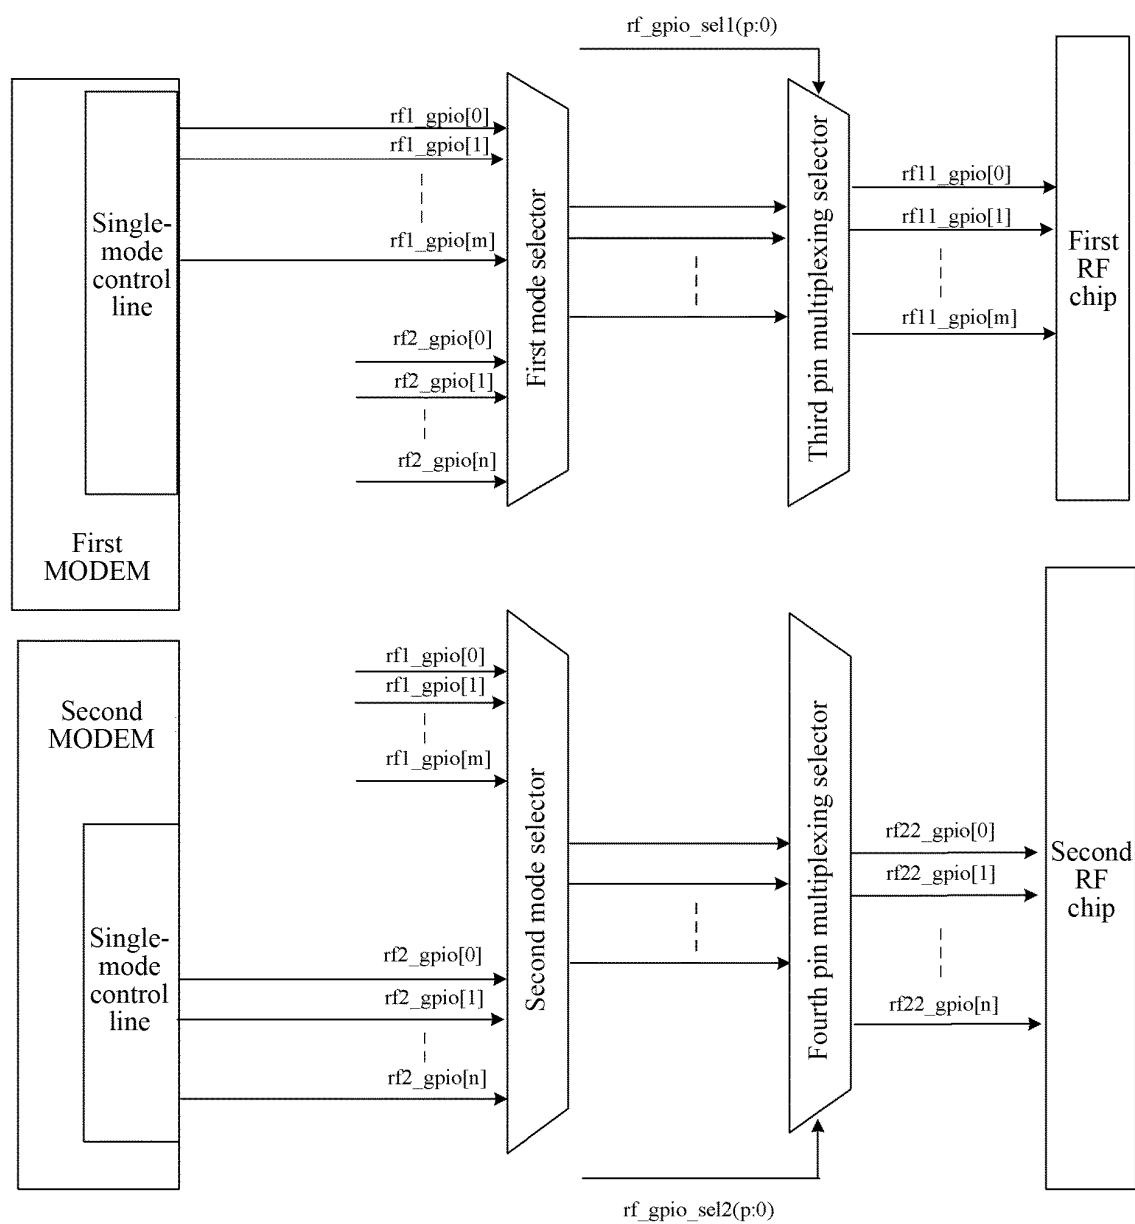 rf_gpio_sel1(p:0)
rf1_gpio[0]
rf1_gpio[1]
rf1_gpio[m]
rf2_gpio[0]
rf2_gpio[1]
rf2_gpio[n]
Single-
mode
control
line
First
MODEM
First mode selector
Third pin multiplexing selector
rf11_gpio[0]
rf11_gpio[1]
rf11_gpio[m]
First
RF
chip
Second
MODEM
rf1_gpio[0]
rf1_gpio[1]
rf1_gpio[m]
Single-
mode
control
line
rf2_gpio[0]
rf2_gpio[1]
rf2_gpio[n]
Second mode selector
Fourth pin multiplexing selector
rf22_gpio[0]
rf22_gpio[1]
rf22_gpio[n]
Second
RF
chip
rf_gpio_sel2(p:0)